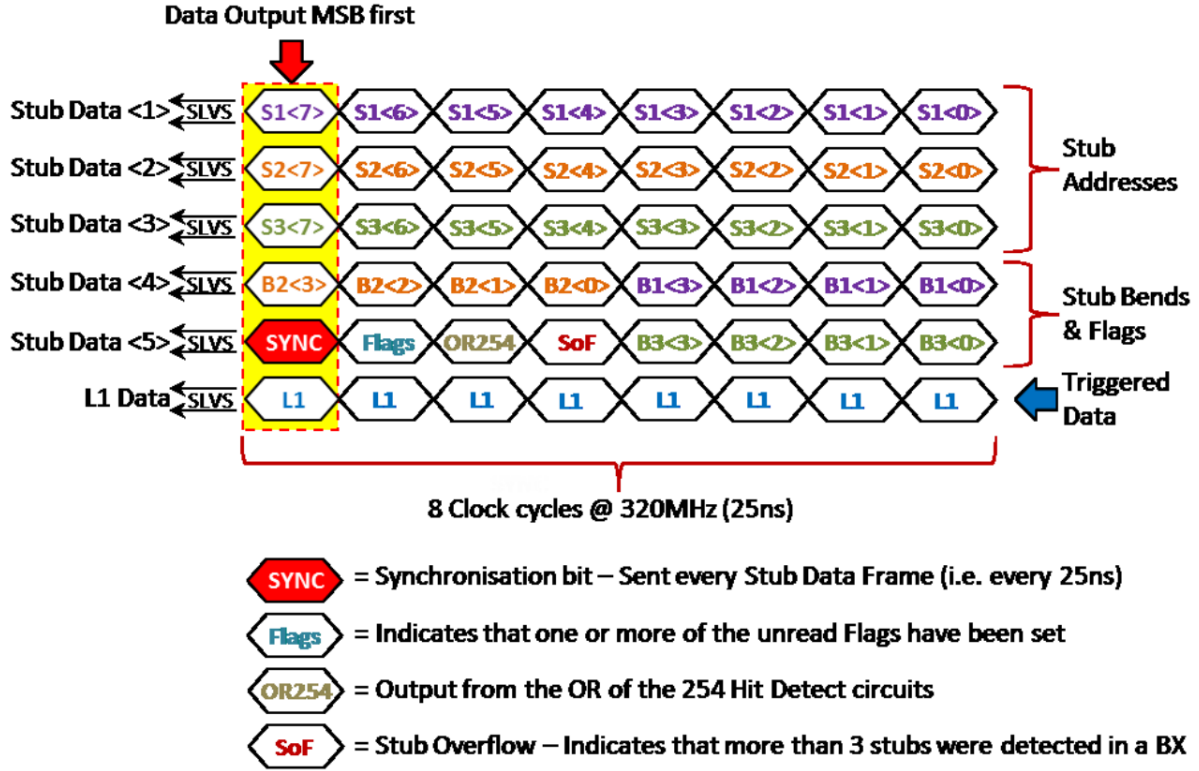 Data Output MSB first
Stub Data <1> SLVS S1<7> S1<6> S1<5> S1<4> S1<3> S1<2> S1<1> S1<0>
Stub Data <2> SLVS S2<7> S2<6> S2<5> S2<4> S2<3> S2<2> S2<1> S2<0>
Stub Data <3> SLVS S3<7> S3<6> S3<5> S3<4> S3<3> S3<2> S3<1> S3<0>
Stub
Addresses
Stub Data <4> SLVS B2<3> B2<2> B2<1> B2<0> B1<3> B1<2> B1<1> B1<0>
Stub Data <5> SLVS SYNC Flags OR254 SoF B3<3> B3<2> B3<1> B3<0>
Stub Bends
& Flags
L1 Data SLVS L1 L1 L1 L1 L1 L1 L1 L1
Triggered
Data
8 Clock cycles @ 320MHz (25ns)
SYNC = Synchronisation bit – Sent every Stub Data Frame (i.e. every 25ns)
Flags = Indicates that one or more of the unread Flags have been set
OR254 = Output from the OR of the 254 Hit Detect circuits
SoF = Stub Overflow – Indicates that more than 3 stubs were detected in a BX